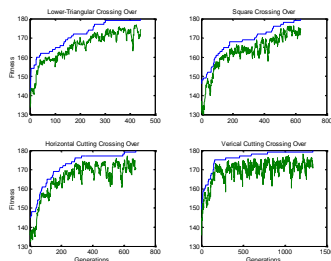 Lower-Triangular Crossing Over
Square Crossing Over
180
170
160
150
140
130
Fitness
0 100 200 300 400 500
180
170
160
150
140
130
0 200 400 600 800
Horizontal Cutting Crossing Over
Verical Cutting Crossing Over
180
170
160
150
140
130
Fitness
0 200 400 600 800
Generations
180
170
160
150
140
130
0 500 1000 1500
Generations